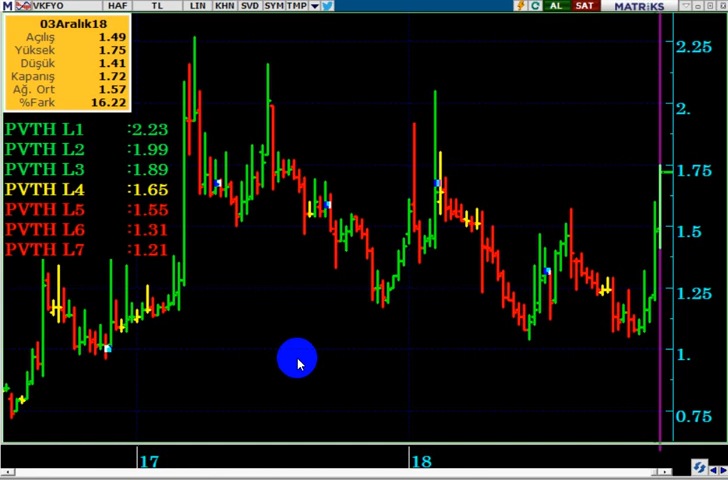 M VKFYO HAF TL LIN KHN SVD SYM TMP AL SAT MATRİKS
03Aralık18
Açılış 1.49
Yüksek 1.75
Düşük 1.41
Kapanış 1.72
Ağ. Ort 1.57
%Fark 16.22
PVTH L1 :2.23
PVTH L2 :1.99
PVTH L3 :1.89
PVTH L4 :1.65
PVTH L5 :1.55
PVTH L6 :1.31
PVTH L7 :1.21
2.25
2.
1.75
1.5
1.25
1.
0.75
17 18